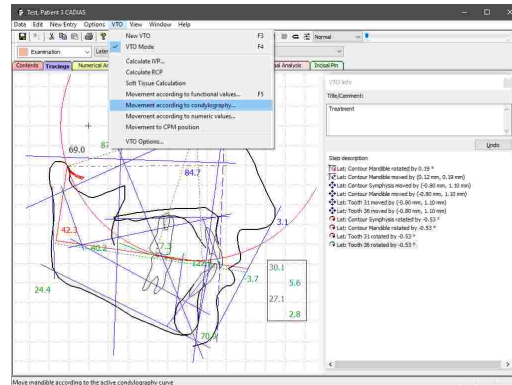 Test, Patient 3 CADIAS
Data Edit New Entry Options VTO View Window Help
Normal
Examination
Contents Tracings Numerical
al Analysis Incisal Pin
New VTO F3
VTO Mode F4
Calculate IVP...
Calculate RCP
Soft Tissue Calculation
Movement according to functional values... F5
Movement according to condylography...
Movement according to numeric values...
Movement to CPM position
VTO Options...
VTO Info
Title/Comment:
Treatment
Undo
Step description
Lat: Contour Mandible rotated by 0.19 °
Lat: Contour Mandible moved by (0.12 mm, 0.19 mm)
Lat: Contour Symphysis moved by (-0.80 mm, 1.10 mm)
Lat: Contour Mandible moved by (-0.80 mm, 1.10 mm)
Lat: Tooth 31 moved by (-0.80 mm, 1.10 mm)
Lat: Tooth 36 moved by (-0.80 mm, 1.10 mm)
Lat: Contour Symphysis rotated by -0.53 °
Lat: Contour Mandible rotated by -0.53 °
Lat: Tooth 31 rotated by -0.53 °
Lat: Tooth 36 rotated by -0.53 °
69.0
84.7
3.1
42.3
40.2
-3.7
24.4
30.1
5.6
27.1
2.8
Move mandible according to the active condylography curve